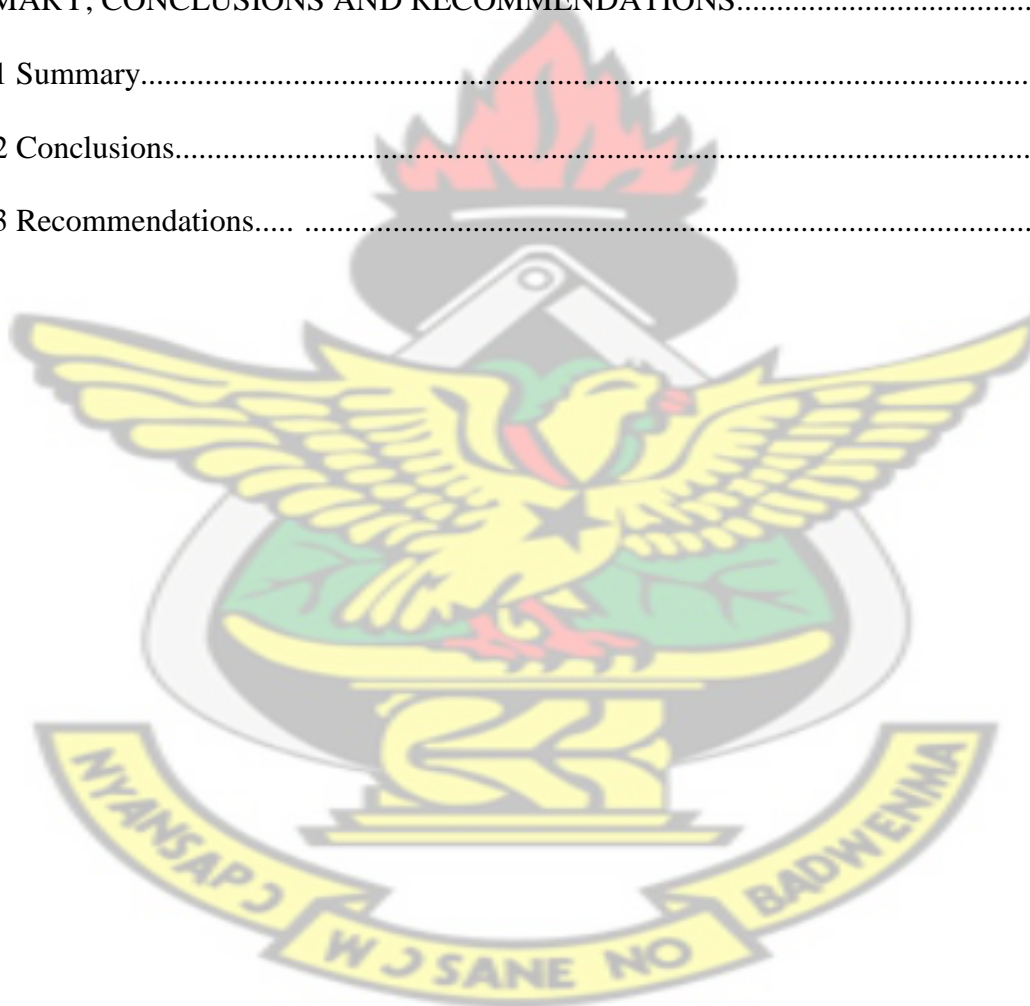 MARY, CONCLUSIONS AND RECOMMENDATIONS....................................
1 Summary....................................................................................................................
2 Conclusions................................................................................................................
3 Recommendations..... ............................................................................................
NYANSAPƆ
WƆSANE NO
BADWENMA